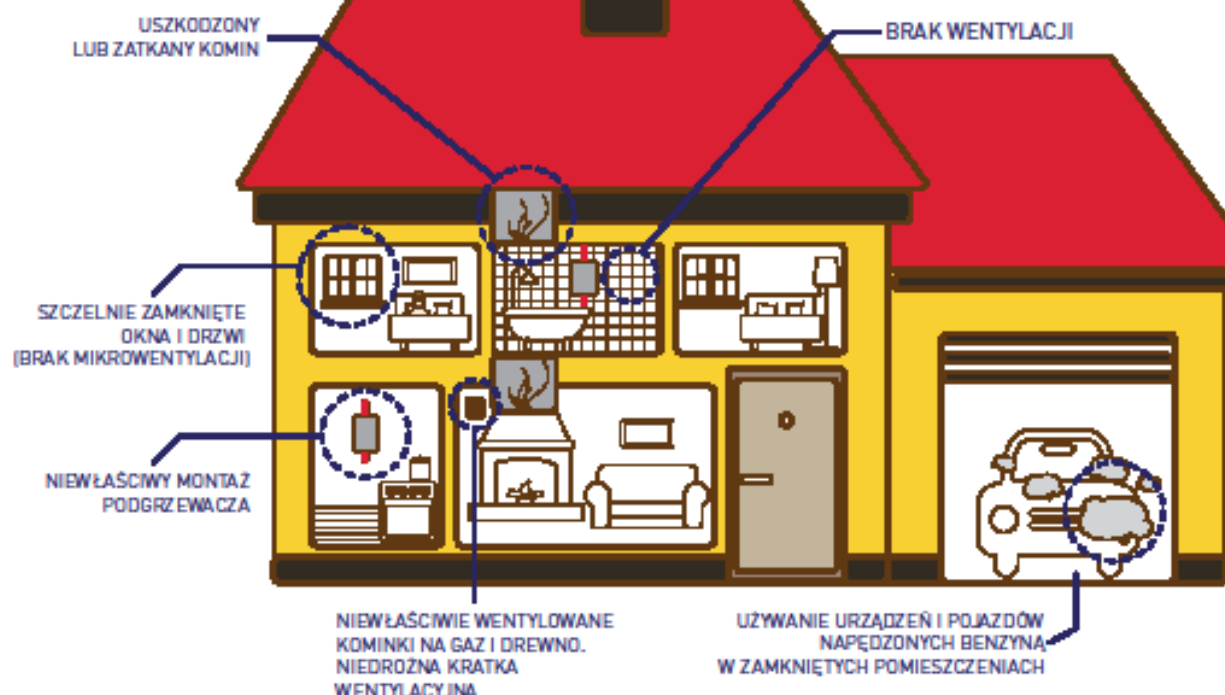 USZKODZONY
LUB ZATKANY KOMIN
BRAK WENTYLACJI
SZCZELNIE ZAMKNIĘTE
OKNA I DRZWI
(BRAK MIKROWENTYLACJI)
NIEWŁAŚCIWY MONTAŻ
PODGRZEWACZA
NIEWŁAŚCIWIE WENTYLOWANE
KOMINKI NA GAZ I DREWNO.
NIEDROŻNA KRATKA
WENTYLACYJNA
UŻYWANIE URZĄDZEŃ I POJAZDÓW
NAPĘDZONYCH BENZYNĄ
W ZAMKNIĘTYCH POMIESZCZENIACH